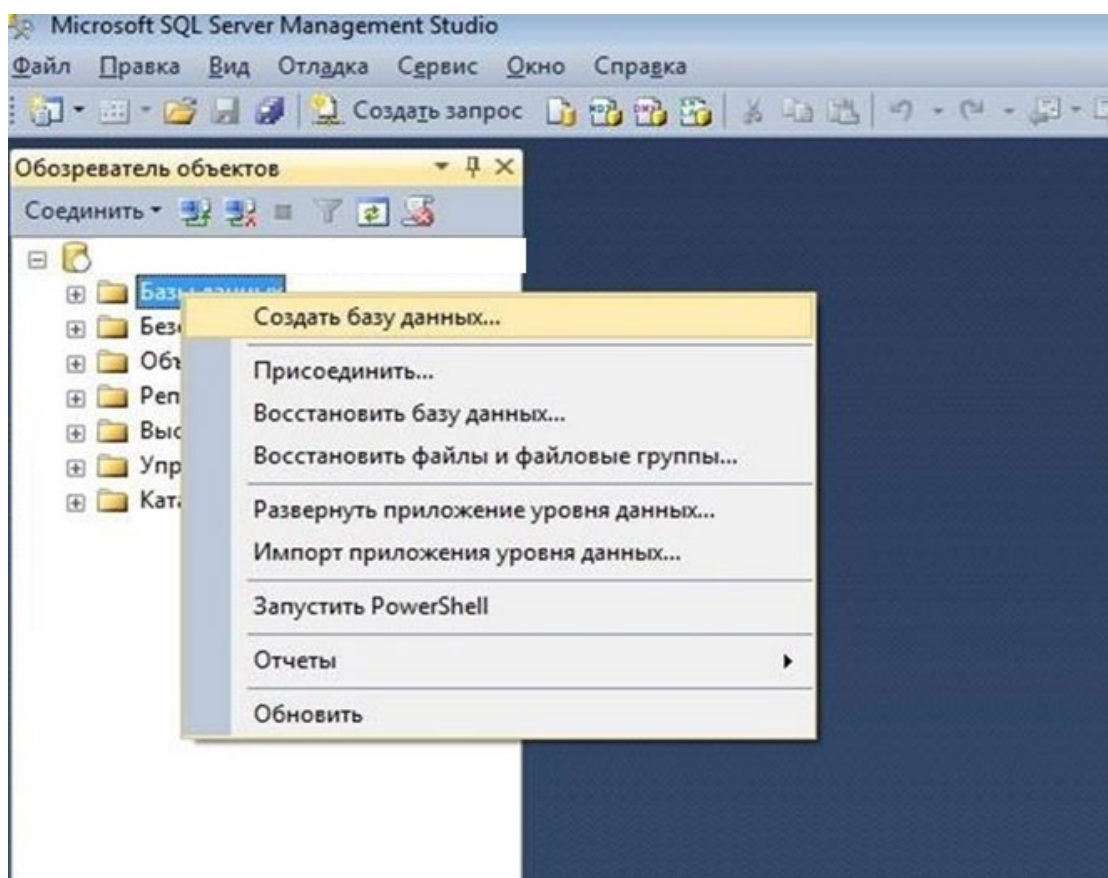 Microsoft SQL Server Management Studio
Файл Правка Вид Отладка Сервис Окно Справка
Создать запрос
Обозреватель объектов
Соединить
Базы данных
Создать базу данных...
Присоединить...
Восстановить базу данных...
Восстановить файлы и файловые группы...
Развернуть приложение уровня данных...
Импорт приложения уровня данных...
Запустить PowerShell
Отчеты
Обновить